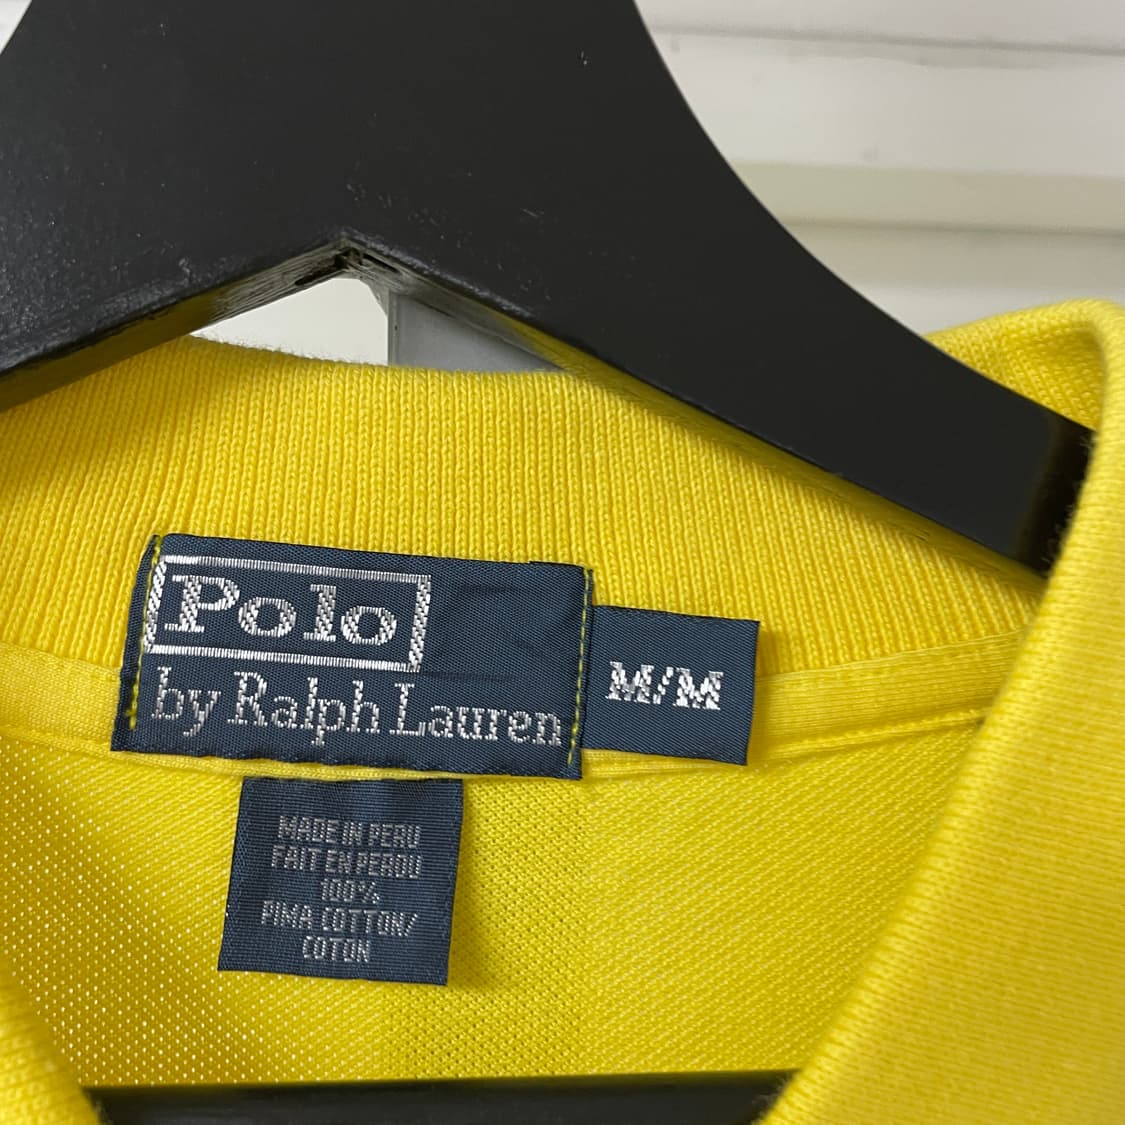 Polo
by Ralph Lauren
M/M
MADE IN PERU
FAIT EN PEROU
100%
PIMA COTTON/
COTON